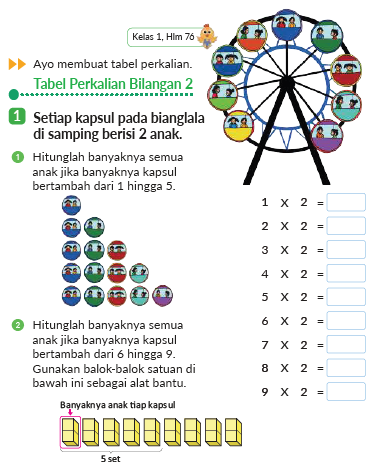 Kelas 1, Hlm 76
Ayo membuat tabel perkalian.
Tabel Perkalian Bilangan 2
1 Setiap kapsul pada bianglala
di samping berisi 2 anak.
1 Hitunglah banyaknya semua
anak jika banyaknya kapsul
bertambah dari 1 hingga 5.
2 Hitunglah banyaknya semua
anak jika banyaknya kapsul
bertambah dari 6 hingga 9.
Gunakan balok-balok satuan di
bawah ini sebagai alat bantu.
Banyaknya anak tiap kapsul
5 set
1 X 2 =
2 X 2 =
3 X 2 =
4 X 2 =
5 X 2 =
6 X 2 =
7 X 2 =
8 X 2 =
9 X 2 =